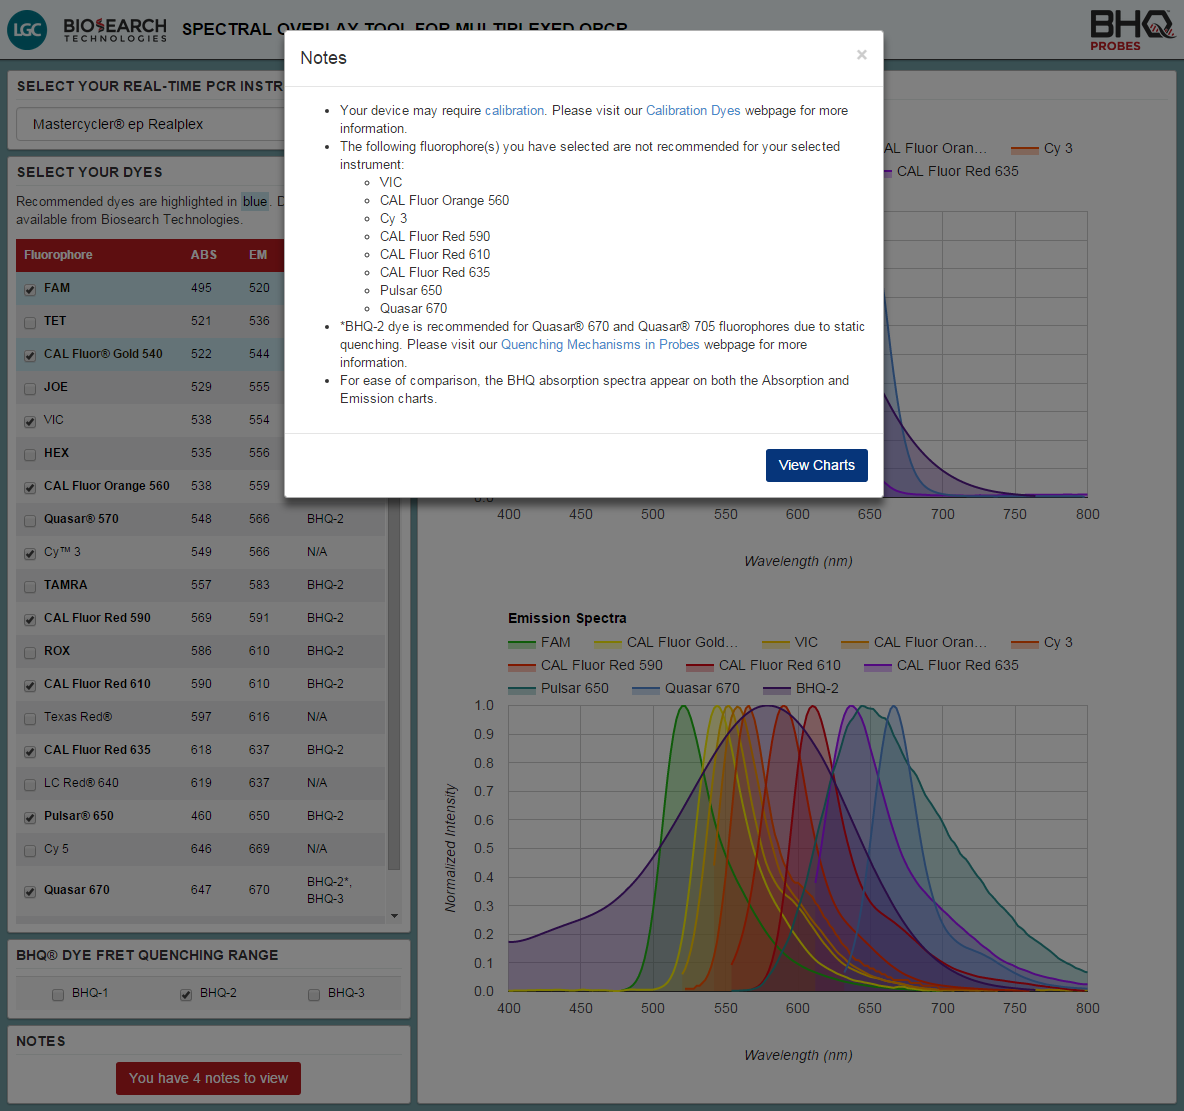 LGC
BIOSEARCH
TECHNOLOGIES
SPECTRAL OVERLAY TOOL FOR MULTIPLEXED QPCR
BHQ
PROBES
SELECT YOUR REAL-TIME PCR INSTR
Mastercycler® ep Realplex
SELECT YOUR DYES
Recommended dyes are highlighted in blue. D
available from Biosearch Technologies.
Fluorophore ABS EM
FAM 495 520
TET 521 536
CAL Fluor® Gold 540 522 544
JOE 529 555
VIC 538 554
HEX 535 556
CAL Fluor Orange 560 538 559
Quasar® 570 548 566 BHQ-2
Cy™ 3 549 566 N/A
TAMRA 557 583 BHQ-2
CAL Fluor Red 590 569 591 BHQ-2
ROX 586 610 BHQ-2
CAL Fluor Red 610 590 610 BHQ-2
Texas Red® 597 616 N/A
CAL Fluor Red 635 618 637 BHQ-2
LC Red® 640 619 637 N/A
Pulsar® 650 460 650 BHQ-2
Cy 5 646 669 N/A
Quasar 670 647 670 BHQ-2*,
BHQ-3
BHQ® DYE FRET QUENCHING RANGE
BHQ-1 BHQ-2 BHQ-3
NOTES
You have 4 notes to view
Notes ×
Your device may require calibration. Please visit our Calibration Dyes webpage for more
information.
The following fluorophore(s) you have selected are not recommended for your selected
instrument:
VIC
CAL Fluor Orange 560
Cy 3
CAL Fluor Red 590
CAL Fluor Red 610
CAL Fluor Red 635
Pulsar 650
Quasar 670
*BHQ-2 dye is recommended for Quasar® 670 and Quasar® 705 fluorophores due to static
quenching. Please visit our Quenching Mechanisms in Probes webpage for more
information.
For ease of comparison, the BHQ absorption spectra appear on both the Absorption and
Emission charts.
View Charts
AL Fluor Oran... Cy 3
CAL Fluor Red 635
0.0
400 450 500 550 600 650 700 750 800
Wavelength (nm)
Emission Spectra
FAM CAL Fluor Gold... VIC CAL Fluor Oran... Cy 3
CAL Fluor Red 590 CAL Fluor Red 610 CAL Fluor Red 635
Pulsar 650 Quasar 670 BHQ-2
1.0
0.9
0.8
0.7
0.6
0.5
0.4
0.3
0.2
0.1
0.0
Normalized Intensity
400 450 500 550 600 650 700 750 800
Wavelength (nm)